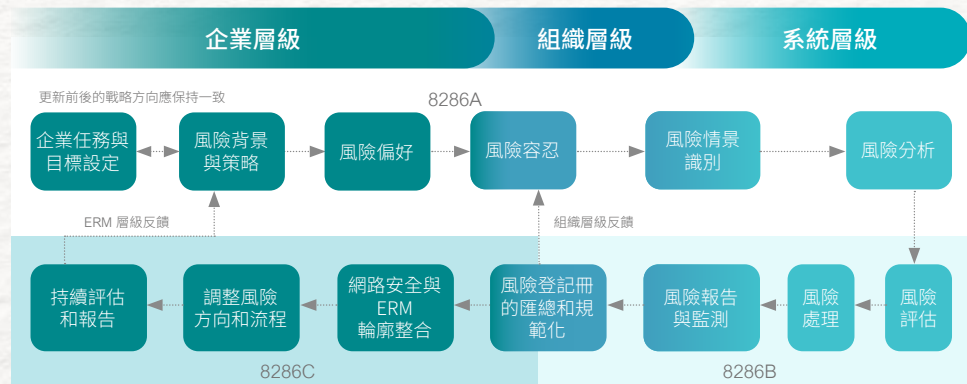 企業層級
組織層級
系統層級
更新前後的戰略方向應保持一致
8286A
企業任務與
目標設定
風險背景
與策略
風險偏好
風險容忍
風險情景
識別
風險分析
ERM 層級反饋
組織層級反饋
持續評估
和報告
調整風險
方向和流程
網路安全與
ERM
輪廓整合
風險登記冊
的匯總和規
範化
風險報告
與監測
風險
處理
風險
評估
8286C
8286B